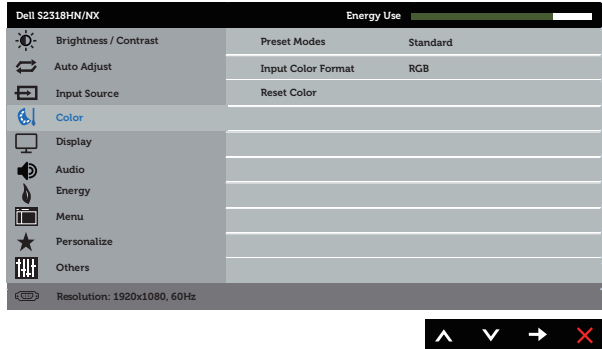 Dell S2318HN/NX Energy Use
Brightness / Contrast Preset Modes Standard
Auto Adjust Input Color Format RGB
Input Source Reset Color
Color
Display
Audio
Energy
Menu
Personalize
Others
Resolution: 1920x1080, 60Hz